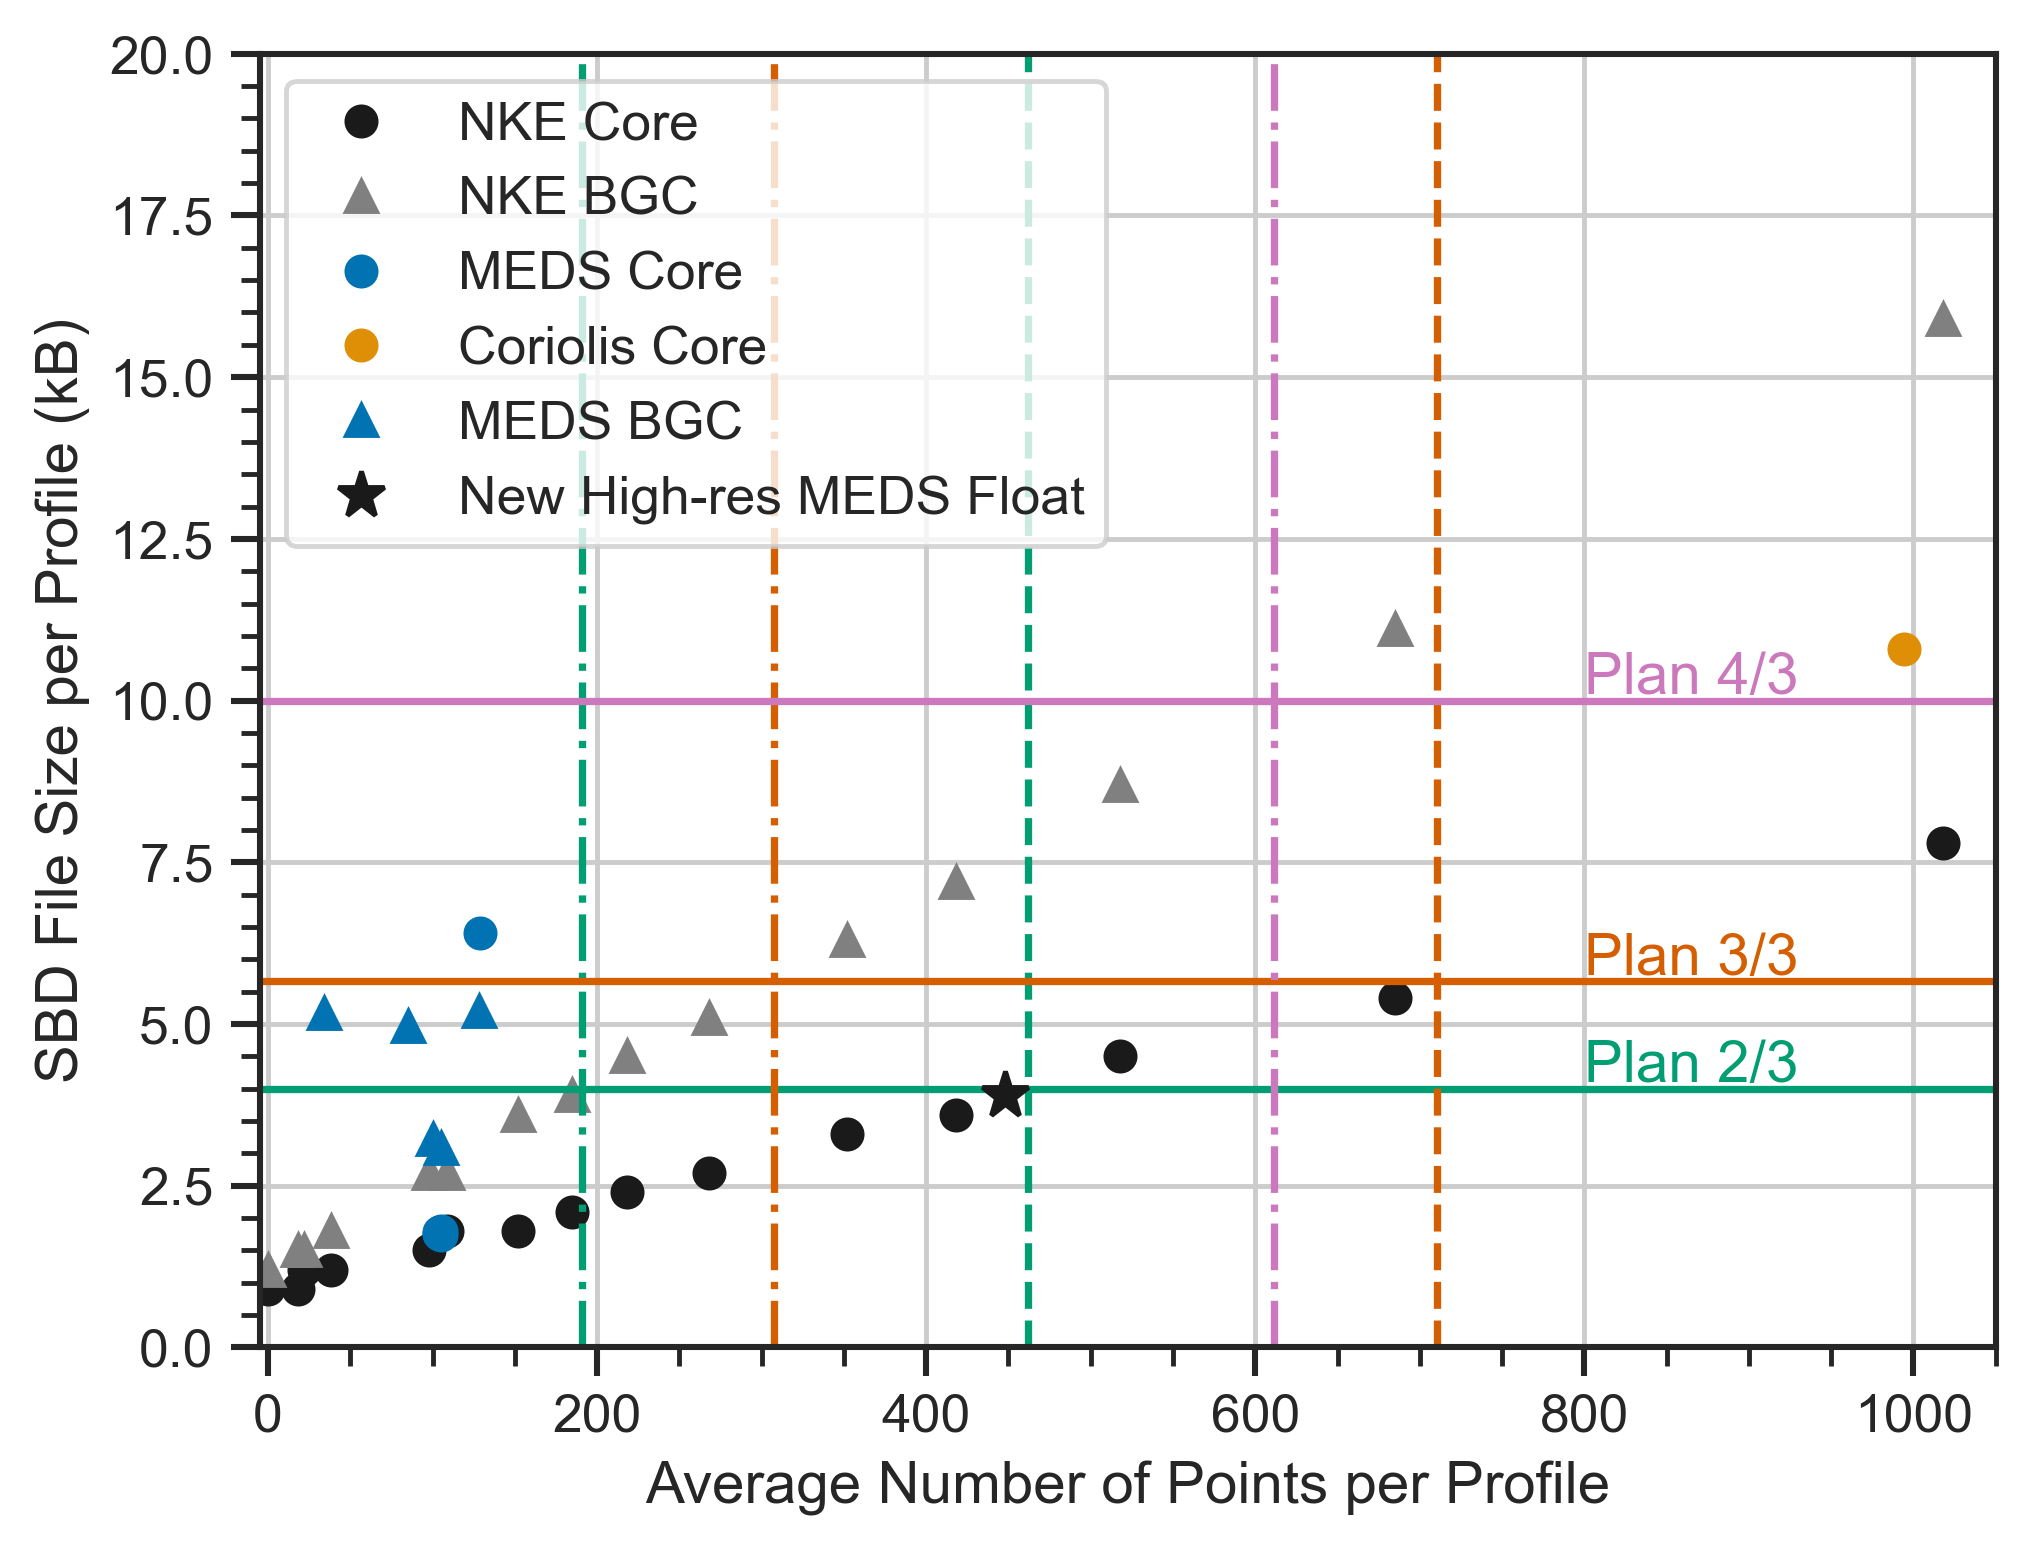 SBD File Size per Profile (kB)
20.0
17.5
15.0
12.5
10.0
7.5
5.0
2.5
0.0
NKE Core
NKE BGC
MEDS Core
Coriolis Core
MEDS BGC
New High-res MEDS Float
Plan 4/3
Plan 3/3
Plan 2/3
0 200 400 600 800 1000
Average Number of Points per Profile